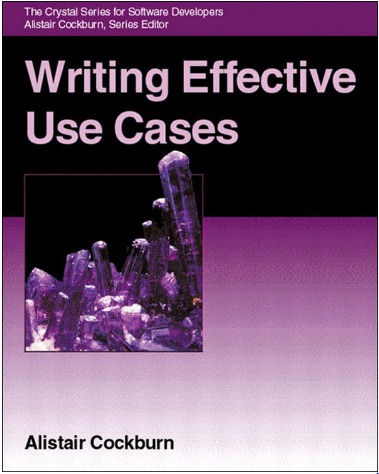 The Crystal Series for Software Developers
Alistair Cockburn, Series Editor
Writing Effective
Use Cases
Alistair Cockburn